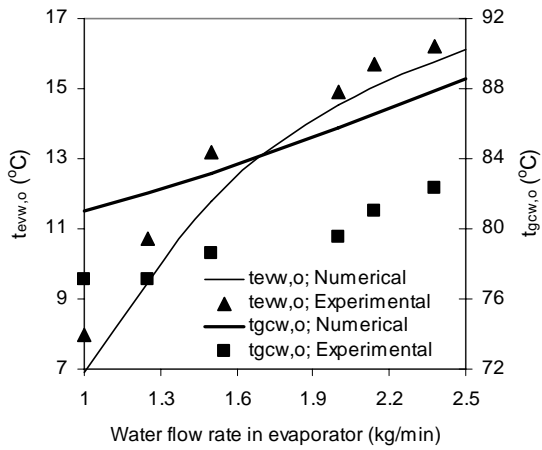 17
15
13
11
9
7
t_evw,o (°C)
92
88
84
80
76
72
t_gcw,o (°C)
tevw,o; Numerical
tevw,o; Experimental
tgcw,o; Numerical
tgcw,o; Experimental
1
1.3
1.6
1.9
2.2
2.5
Water flow rate in evaporator (kg/min)